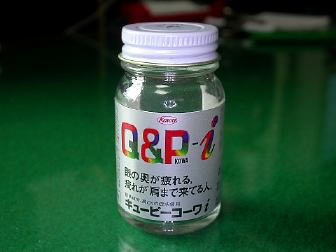 Kowa
Q&P-i
KOWA
眼の奥が疲れる。
疲れが肩まで来てる人。
キューピーコーワi